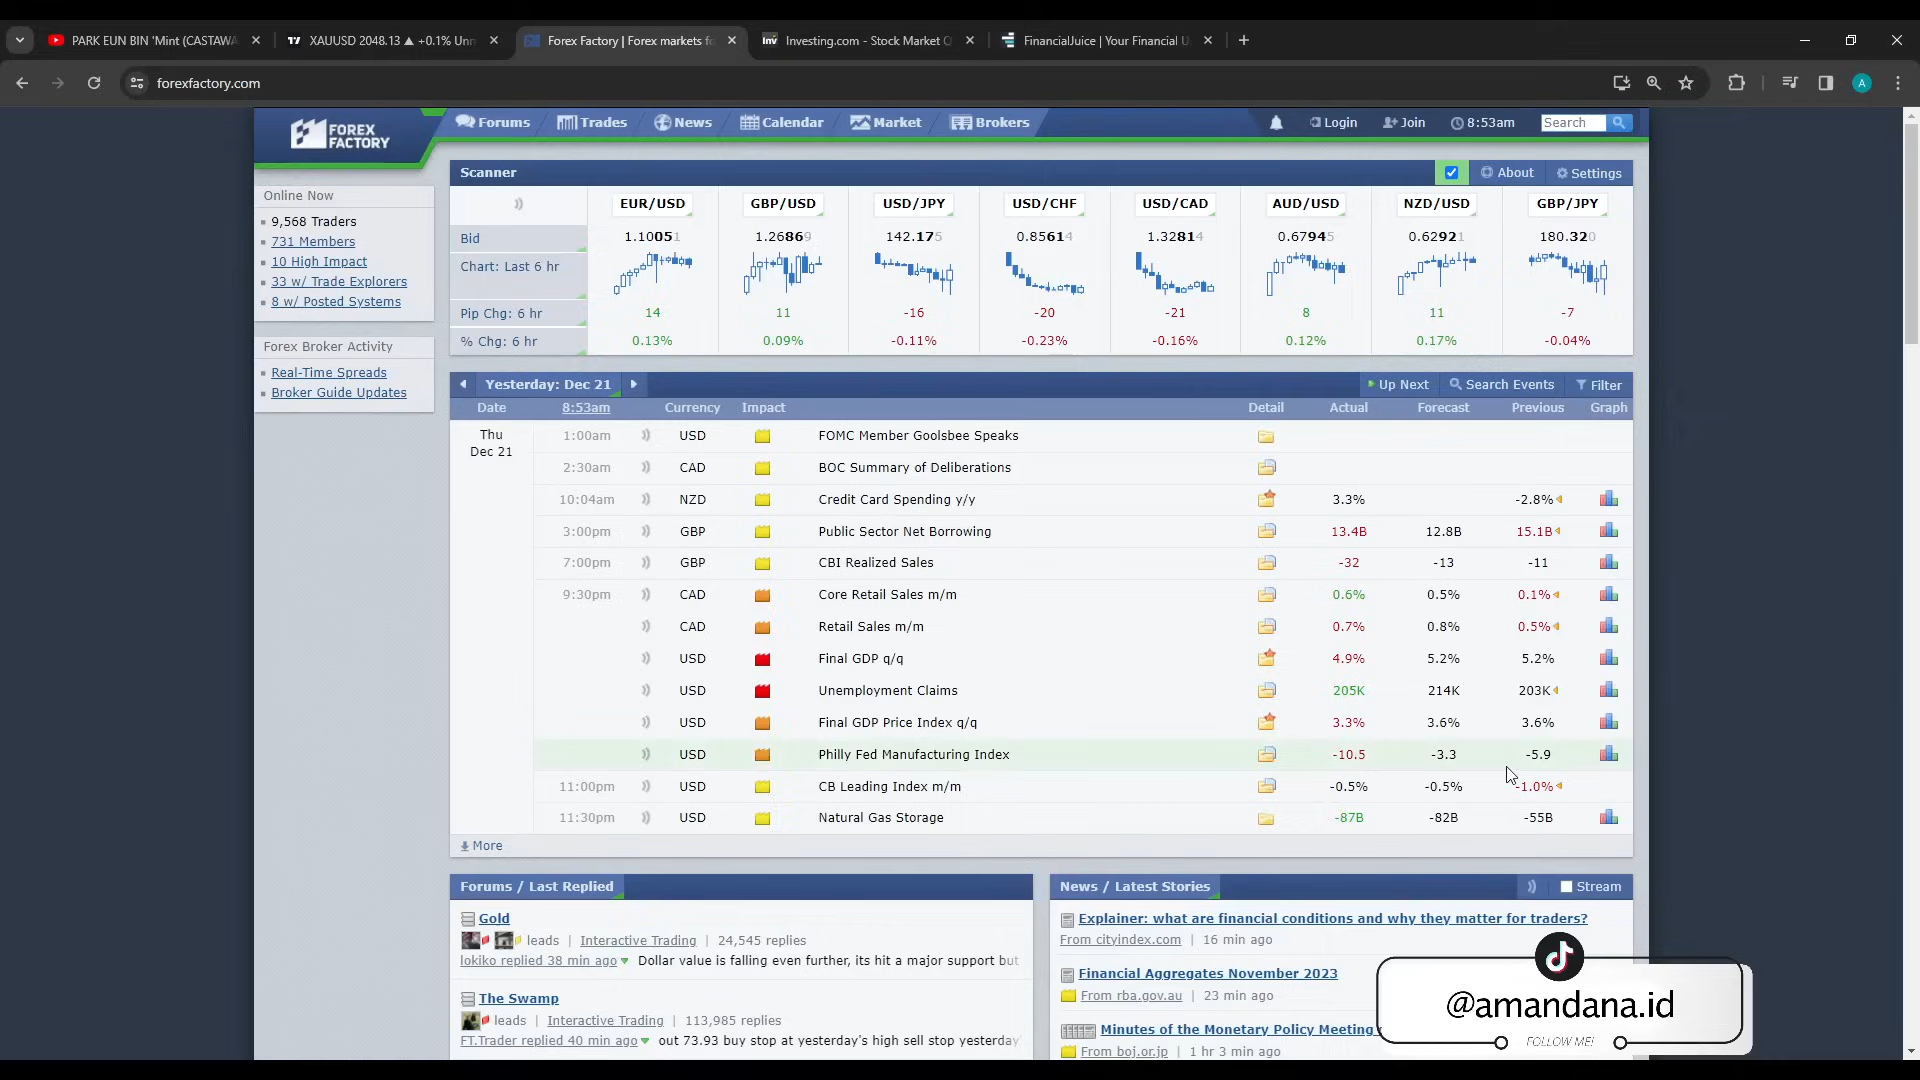 PARK EUN BIN 'Mint (CASTAWA
XAUUSD 2048.13 ▲ +0.1% Unn
Forex Factory | Forex markets fo
Inv Investing.com - Stock Market Q
FinancialJuice | Your Financial U
forexfactory.com
A
FOREX
FACTORY
Forums Trades News Calendar Market Brokers
Login Join 8:53am Search
Online Now
9,568 Traders
731 Members
10 High Impact
33 w/ Trade Explorers
8 w/ Posted Systems
Forex Broker Activity
Real-Time Spreads
Broker Guide Updates
Scanner About Settings
EUR/USD GBP/USD USD/JPY USD/CHF USD/CAD AUD/USD NZD/USD GBP/JPY
Bid 1.10051 1.26869 142.175 0.85614 1.32814 0.67945 0.62921 180.320
Chart: Last 6 hr
Pip Chg: 6 hr 14 11 -16 -20 -21 8 11 -7
% Chg: 6 hr 0.13% 0.09% -0.11% -0.23% -0.16% 0.12% 0.17% -0.04%
Yesterday: Dec 21 Up Next Search Events Filter
Date 8:53am Currency Impact Detail Actual Forecast Previous Graph
Thu
Dec 21
1:00am USD FOMC Member Goolsbee Speaks
2:30am CAD BOC Summary of Deliberations
10:04am NZD Credit Card Spending y/y 3.3% -2.8%
3:00pm GBP Public Sector Net Borrowing 13.4B 12.8B 15.1B
7:00pm GBP CBI Realized Sales -32 -13 -11
9:30pm CAD Core Retail Sales m/m 0.6% 0.5% 0.1%
CAD Retail Sales m/m 0.7% 0.8% 0.5%
USD Final GDP q/q 4.9% 5.2% 5.2%
USD Unemployment Claims 205K 214K 203K
USD Final GDP Price Index q/q 3.3% 3.6% 3.6%
USD Philly Fed Manufacturing Index -10.5 -3.3 -5.9
11:00pm USD CB Leading Index m/m -0.5% -0.5% -1.0%
11:30pm USD Natural Gas Storage -87B -82B -55B
More
Forums / Last Replied
Gold
leads | Interactive Trading | 24,545 replies
lokiko replied 38 min ago Dollar value is falling even further, its hit a major support but
The Swamp
leads | Interactive Trading | 113,985 replies
FT.Trader replied 40 min ago out 73.93 buy stop at yesterday's high sell stop yesterday'
News / Latest Stories Stream
Explainer: what are financial conditions and why they matter for traders?
From cityindex.com | 16 min ago
Financial Aggregates November 2023
From rba.gov.au | 23 min ago
Minutes of the Monetary Policy Meeting
From boj.or.jp | 1 hr 3 min ago
@amandana.id
FOLLOW ME!